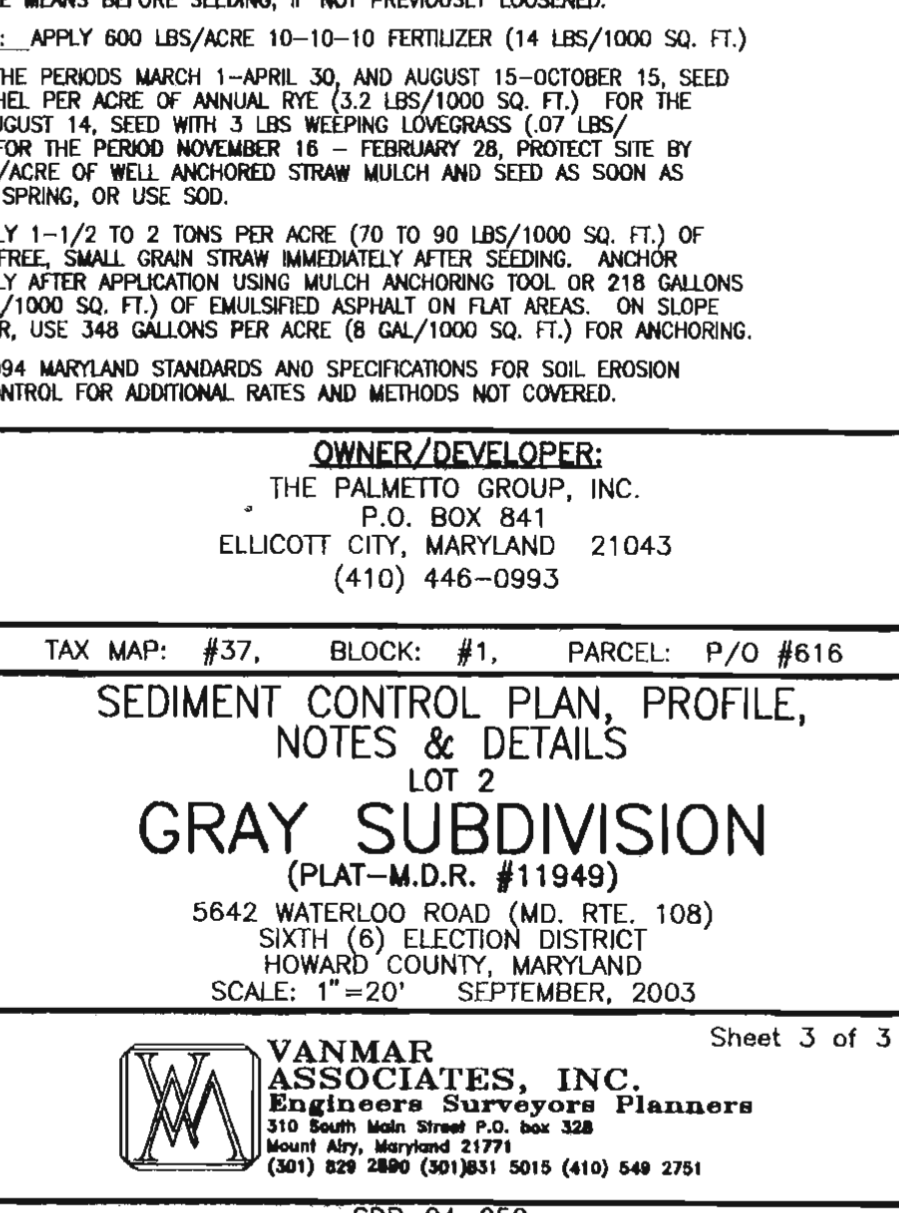 E MEANS BEFORE SEEDING, IF NOT PREVIOUSLY LOOSENED.
: APPLY 600 LBS/ACRE 10-10-10 FERTILIZER (14 LBS/1000 SQ. FT.)
HE PERIODS MARCH 1-APRIL 30, AND AUGUST 15-OCTOBER 15, SEED
HEL PER ACRE OF ANNUAL RYE (3.2 LBS/1000 SQ. FT.) FOR THE
UGUST 14, SEED WITH 3 LBS WEEPING LOVEGRASS (.07 LBS/
FOR THE PERIOD NOVEMBER 16 - FEBRUARY 28, PROTECT SITE BY
/ACRE OF WELL ANCHORED STRAW MULCH AND SEED AS SOON AS
SPRING, OR USE SOD.
LY 1-1/2 TO 2 TONS PER ACRE (70 TO 90 LBS/1000 SQ. FT.) OF
FREE, SMALL GRAIN STRAW IMMEDIATELY AFTER SEEDING. ANCHOR
LY AFTER APPLICATION USING MULCH ANCHORING TOOL OR 218 GALLONS
/1000 SQ. FT.) OF EMULSIFIED ASPHALT ON FLAT AREAS. ON SLOPE
R, USE 348 GALLONS PER ACRE (8 GAL/1000 SQ. FT.) FOR ANCHORING.
94 MARYLAND STANDARDS AND SPECIFICATIONS FOR SOIL EROSION
NTROL FOR ADDITIONAL RATES AND METHODS NOT COVERED.
OWNER/DEVELOPER:
THE PALMETTO GROUP, INC.
P.O. BOX 841
ELLICOTT CITY, MARYLAND 21043
(410) 446-0993
TAX MAP: #37, BLOCK: #1, PARCEL: P/O #616
SEDIMENT CONTROL PLAN, PROFILE,
NOTES & DETAILS
LOT 2
GRAY SUBDIVISION
(PLAT-M.D.R. #11949)
5642 WATERLOO ROAD (MD. RTE. 108)
SIXTH (6) ELECTION DISTRICT
HOWARD COUNTY, MARYLAND
SCALE: 1"=20' SEPTEMBER, 2003
Sheet 3 of 3
VANMAR
ASSOCIATES, INC.
Engineers Surveyors Planners
310 South Main Street P.O. box 328
Mount Airy, Maryland 21771
(301) 829 2890 (301)831 5015 (410) 549 2751